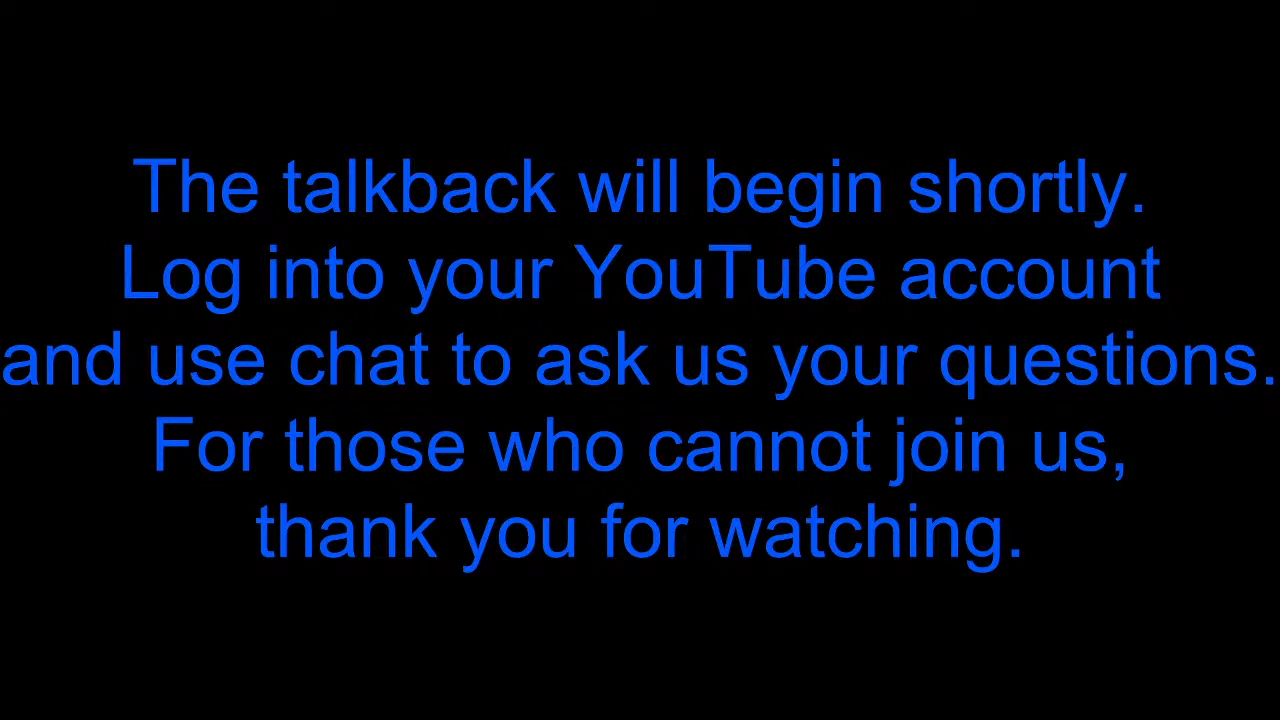 The talkback will begin shortly.
Log into your YouTube account
and use chat to ask us your questions.
For those who cannot join us,
thank you for watching.